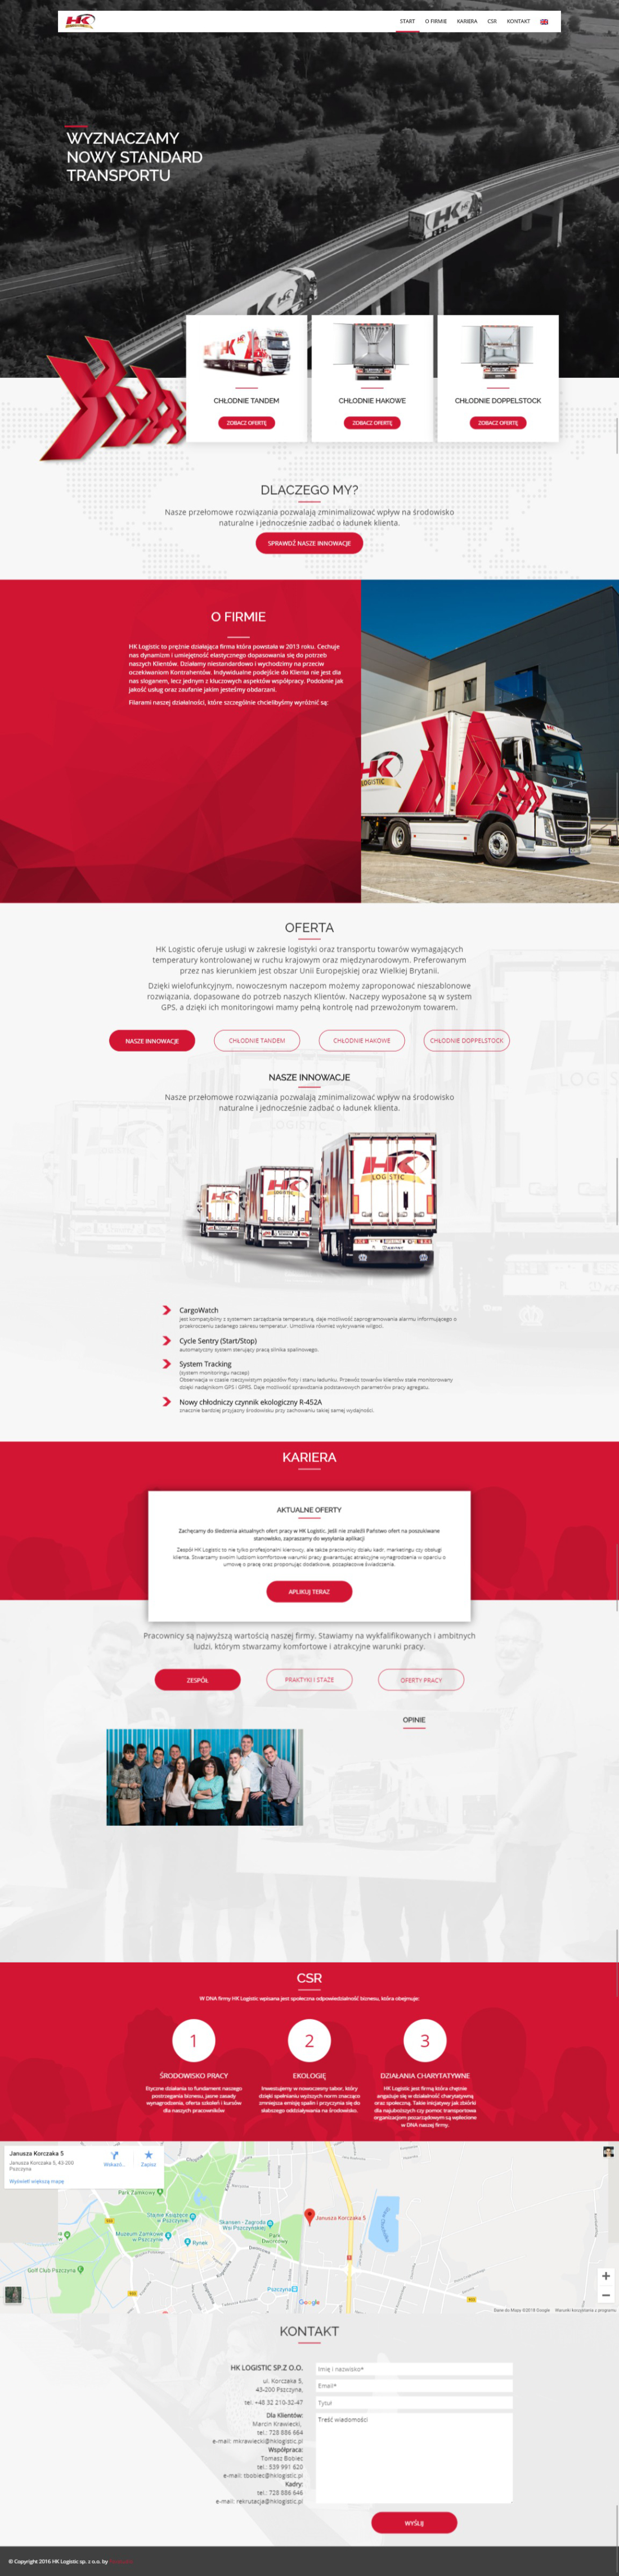 HK
START
O FIRMIE
KARIERA
CSR
KONTAKT
WYZNACZAMY
NOWY STANDARD
TRANSPORTU
CHŁODNIE TANDEM
CHŁODNIE HAKOWE
CHŁODNIE DOPPELSTOCK
ZOBACZ OFERTĘ
ZOBACZ OFERTĘ
ZOBACZ OFERTĘ
DLACZEGO MY?
Nasze przełomowe rozwiązania pozwalają zminimalizować wpływ na środowisko
naturalne i jednocześnie zadbać o ładunek klienta.
SPRAWDŹ NASZE INNOWACJE
O FIRMIE
HK Logistic to prężnie działająca firma która powstała w 2013 roku. Cechuje
nas dynamizm i umiejętność elastycznego dopasowania się do potrzeb
naszych Klientów. Działamy niestandardowo i wychodzimy na przeciw
oczekiwaniom Kontrahentów. Indywidualne podejście do Klienta nie jest dla
nas sloganem, lecz jednym z kluczowych aspektów współpracy. Podobnie jak
jakość usług oraz zaufanie jakim jesteśmy obdarzani.
Filarami naszej działalności, które szczególnie chcielibyśmy wyróżnić są:
OFERTA
HK Logistic oferuje usługi w zakresie logistyki oraz transportu towarów wymagających
temperatury kontrolowanej w ruchu krajowym oraz międzynarodowym. Preferowanym
przez nas kierunkiem jest obszar Unii Europejskiej oraz Wielkiej Brytanii.
Dzięki wielofunkcyjnym, nowoczesnym naczepom możemy zaproponować nieszablonowe
rozwiązania, dopasowane do potrzeb naszych Klientów. Naczepy wyposażone są w system
GPS, a dzięki ich monitoringowi mamy pełną kontrolę nad przewożonym towarem.
NASZE INNOWACJE
CHŁODNIE TANDEM
CHŁODNIE HAKOWE
CHŁODNIE DOPPELSTOCK
NASZE INNOWACJE
Nasze przełomowe rozwiązania pozwalają zminimalizować wpływ na środowisko
naturalne i jednocześnie zadbać o ładunek klienta.
HK
LOGISTIC
CargoWatch
jest kompatybilny z systemem zarządzania temperaturą, daje możliwość zaprogramowania alarmu informującego o
przekroczeniu zadanego zakresu temperatur. Umożliwia również wykrywanie wilgoci.
Cycle Sentry (Start/Stop)
automatyczny system sterujący pracą silnika spalinowego.
System Tracking
(system monitoringu naczep)
Obserwacja w czasie rzeczywistym pojazdów floty i stanu ładunku. Przewóz towarów klientów stale monitorowany
dzięki nadajnikom GPS i GPRS. Daje możliwość sprawdzania podstawowych parametrów pracy agregatu.
Nowy chłodniczy czynnik ekologiczny R-452A
znacznie bardziej przyjazny środowisku przy zachowaniu takiej samej wydajności.
KARIERA
AKTUALNE OFERTY
Zachęcamy do śledzenia aktualnych ofert pracy w HK Logistic. Jeśli nie znaleźli Państwo ofert na poszukiwane
stanowisko, zapraszamy do wysyłania aplikacji
Zespół HK Logistic to nie tylko profesjonalni kierowcy, ale także pracownicy działu kadr, marketingu czy obsługi
klienta. Stwarzamy swoim ludziom komfortowe warunki pracy gwarantując atrakcyjne wynagrodzenia w oparciu o
umowę o pracę oraz proponując dodatkowe, pozapłacowe świadczenia.
APLIKUJ TERAZ
Pracownicy są najwyższą wartością naszej firmy. Stawiamy na wykfalifikowanych i ambitnych
ludzi, którym stwarzamy komfortowe i atrakcyjne warunki pracy.
ZESPÓŁ
PRAKTYKI I STAŻE
OFERTY PRACY
OPINIE
CSR
W DNA firmy HK Logistic wpisana jest społeczna odpowiedzialność biznesu, która obejmuje:
1
2
3
ŚRODOWISKO PRACY
EKOLOGIĘ
DZIAŁANIA CHARYTATYWNE
Etyczne działania to fundament naszego
postrzegania biznesu, jasne zasady
wynagrodzenia, oferta szkoleń i kursów
dla naszych pracowników
Inwestujemy w nowoczesny tabor, który
dzięki spełnianiu wyższych norm znacząco
zmniejsza emisję spalin i przyczynia się do
słabszego oddziaływania na środowisko.
HK Logistic jest firmą która chętnie
angażuje się w działalność charytatywną
oraz społeczną. Takie inicjatywy jak zbiórki
dla najuboższych czy pomoc transportowa
organizacjom pozarządowym są wplecione
w DNA naszej firmy.
Janusza Korczaka 5
Janusza Korczaka 5, 43-200
Pszczyna
Wyświetl większą mapę
Zapisz
Park Zamkowy
Muzeum Zamkowe
w Pszczynie
Rynek
Skansen - Zagroda
Wsi Pszczyńskiej
Park
Dworcowy
Janusza Korczaka 5
Golf Club Pszczyna
Pszczyna
Google
Dane do Mapy ©2018 Google
Warunki korzystania z programu
KONTAKT
HK LOGISTIC SP.Z O.O.
ul. Korczaka 5,
43-200 Pszczyna,
tel: +48 32 210-32-47
Dla Klientów:
Marcin Krawiecki,
tel.: 728 886 664
e-mail: mkrawiecki@hklogistic.pl
Współpraca:
Tomasz Bobiec
tel.: 539 991 620
e-mail: tbobiec@hklogistic.pl
Kadry:
tel.: 728 886 646
e-mail: rekrutacja@hklogistic.pl
Imię i nazwisko*
Email*
Tytuł
Treść wiadomości
WYŚLIJ
© Copyright 2016 HK Logistic sp. z o.o. by